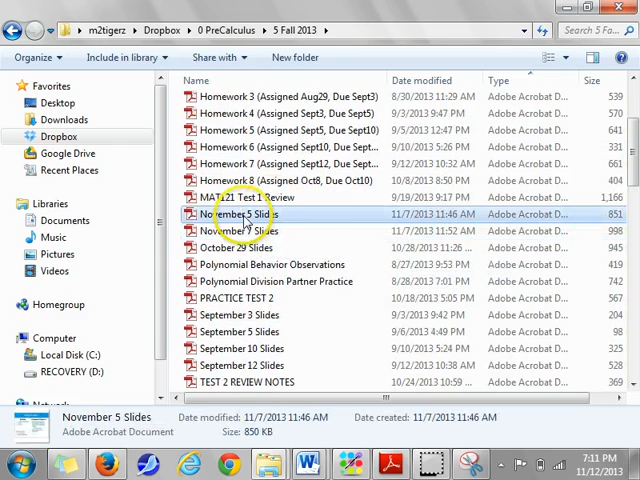 m2tigerz ▸ Dropbox ▸ 0 PreCalculus ▸ 5 Fall 2013 ▸ Search 5 Fa...
Organize Include in library Share with New folder
Favorites
Desktop
Downloads
Dropbox
Google Drive
Recent Places
Libraries
Documents
Music
Pictures
Videos
Homegroup
Computer
Local Disk (C:)
RECOVERY (D:)
Network
Name Date modified Type Size
Homework 3 (Assigned Aug29, Due Sept3) 8/30/2013 11:29 AM Adobe Acrobat D... 539
Homework 4 (Assigned Sept3, Due Sept5) 9/3/2013 9:47 PM Adobe Acrobat D... 570
Homework 5 (Assigned Sept5, Due Sept10) 9/5/2013 12:47 PM Adobe Acrobat D... 634
Homework 6 (Assigned Sept10, Due Sept... 9/10/2013 5:26 PM Adobe Acrobat D... 331
Homework 7 (Assigned Sept12, Due Sept... 9/12/2013 10:32 AM Adobe Acrobat D... 663
Homework 8 (Assigned Oct8, Due Oct10) 10/8/2013 8:50 PM Adobe Acrobat D... 414
MAT121 Test 1 Review 9/19/2013 9:17 PM Adobe Acrobat D... 1,166
November 5 Slides 11/7/2013 11:46 AM Adobe Acrobat D... 851
November 7 Slides 11/7/2013 11:52 AM Adobe Acrobat D... 998
October 29 Slides 10/28/2013 11:26 ... Adobe Acrobat D...
Polynomial Behavior Observations 8/27/2013 9:53 PM Adobe Acrobat D... 462
Polynomial Division Partner Practice 8/28/2013 7:01 PM Adobe Acrobat D... 742
PRACTICE TEST 2 10/18/2013 5:05 PM Adobe Acrobat D... 567
September 3 Slides 9/3/2013 9:42 PM Adobe Acrobat D... 204
September 5 Slides 9/6/2013 4:49 PM Adobe Acrobat D... 538
September 10 Slides 9/10/2013 5:24 PM Adobe Acrobat D... 325
September 12 Slides 9/12/2013 10:38 AM Adobe Acrobat D... 528
TEST 2 REVIEW NOTES 10/24/2013 10:59 ... Adobe Acrobat D... 369
November 5 Slides Date modified: 11/7/2013 11:46 AM Date created: 11/7/2013 11:46 AM
Adobe Acrobat Document Size: 850 KB
7:11 PM
11/12/2013